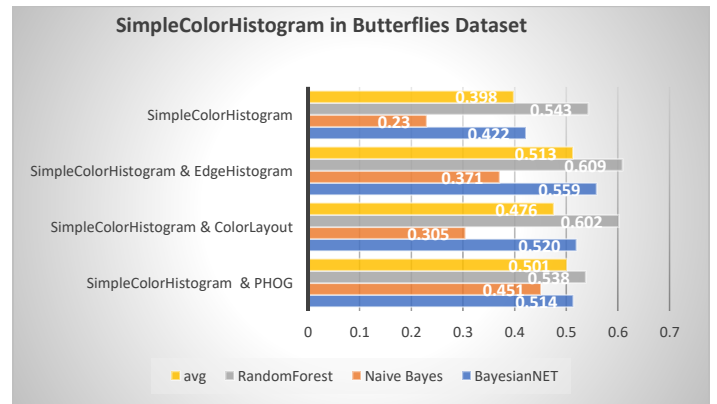 SimpleColorHistogram in Butterflies Dataset
SimpleColorHistogram
0.398
0.543
0.23
0.422
SimpleColorHistogram & EdgeHistogram
0.513
0.609
0.371
0.559
SimpleColorHistogram & ColorLayout
0.476
0.602
0.305
0.520
SimpleColorHistogram & PHOG
0.501
0.538
0.451
0.514
0 0.1 0.2 0.3 0.4 0.5 0.6 0.7
avg RandomForest Naive Bayes BayesianNET